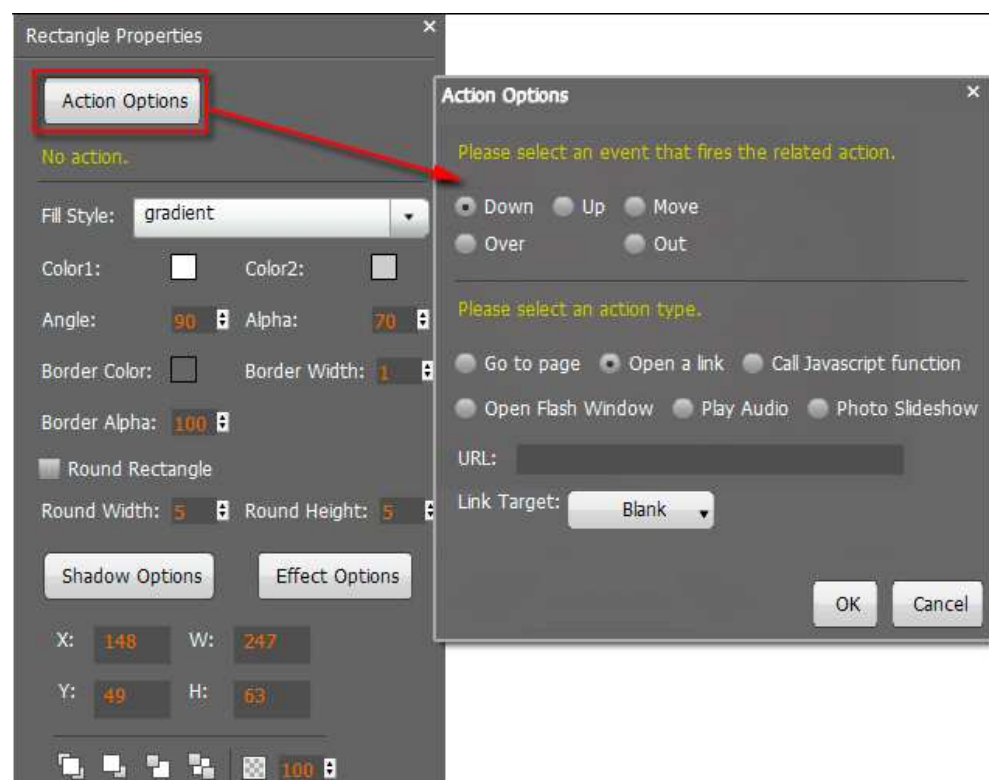 Rectangle Properties
Action Options
No action.
Fill Style: gradient
Color1: Color2:
Angle: 90 Alpha: 70
Border Color: Border Width: 1
Border Alpha: 100
Round Rectangle
Round Width: 5 Round Height: 5
Shadow Options Effect Options
X: 148 W: 247
Y: 49 H: 63
100
Action Options
Please select an event that fires the related action.
Down Up Move
Over Out
Please select an action type.
Go to page Open a link Call Javascript function
Open Flash Window Play Audio Photo Slideshow
URL:
Link Target: Blank
OK Cancel